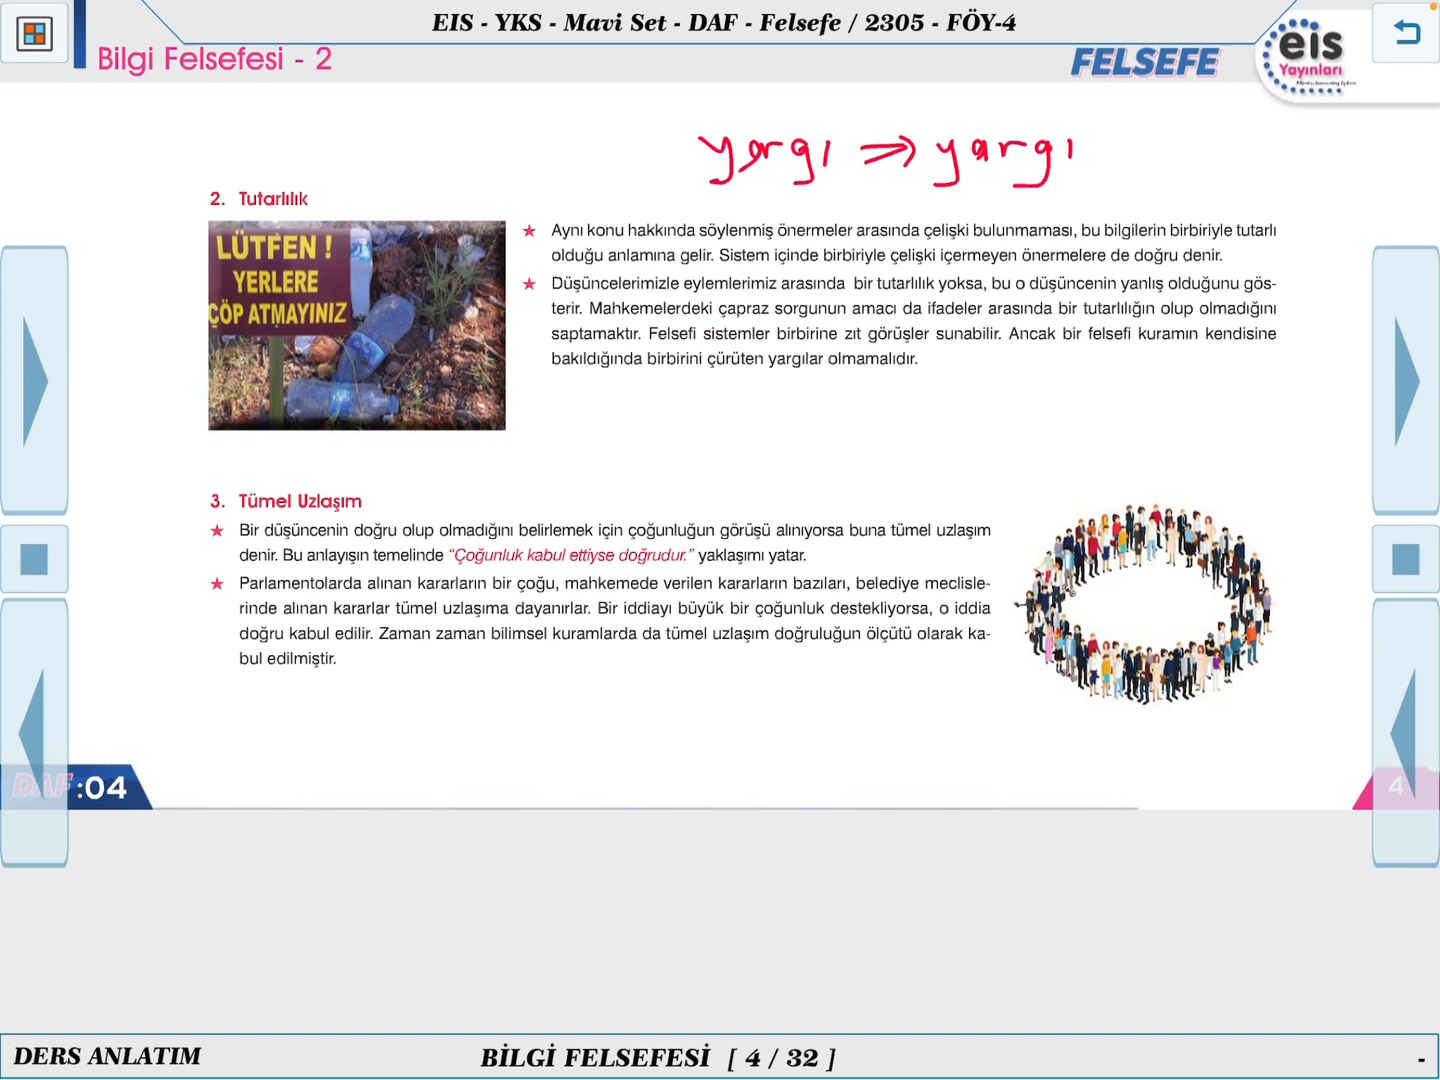 EIS - YKS - Mavi Set - DAF - Felsefe / 2305 - FÖY-4
Bilgi Felsefesi - 2
FELSEFE
eis
Yayınları
yargı ⇒ yargı
2. Tutarlılık
LÜTFEN !
YERLERE
ÇÖP ATMAYINIZ
★ Aynı konu hakkında söylenmiş önermeler arasında çelişki bulunmaması, bu bilgilerin birbiriyle tutarlı
olduğu anlamına gelir. Sistem içinde birbiriyle çelişki içermeyen önermelere de doğru denir.
★ Düşüncelerimizle eylemlerimiz arasında bir tutarlılık yoksa, bu o düşüncenin yanlış olduğunu gös-
terir. Mahkemelerdeki çapraz sorgunun amacı da ifadeler arasında bir tutarlılığın olup olmadığını
saptamaktır. Felsefi sistemler birbirine zıt görüşler sunabilir. Ancak bir felsefi kuramın kendisine
bakıldığında birbirini çürüten yargılar olmamalıdır.
3. Tümel Uzlaşım
★ Bir düşüncenin doğru olup olmadığını belirlemek için çoğunluğun görüşü alınıyorsa buna tümel uzlaşım
denir. Bu anlayışın temelinde “Çoğunluk kabul ettiyse doğrudur.” yaklaşımı yatar.
★ Parlamentolarda alınan kararların bir çoğu, mahkemede verilen kararların bazıları, belediye meclisle-
rinde alınan kararlar tümel uzlaşıma dayanırlar. Bir iddiayı büyük bir çoğunluk destekliyorsa, o iddia
doğru kabul edilir. Zaman zaman bilimsel kuramlarda da tümel uzlaşım doğruluğun ölçütü olarak ka-
bul edilmiştir.
DAF :04
4
DERS ANLATIM
BİLGİ FELSEFESİ [ 4 / 32 ]
-